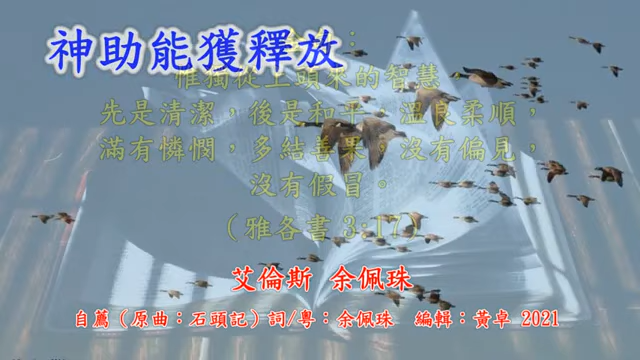 神助能獲釋放
惟獨從上頭來的智慧，
先是清潔，後是和平，溫良柔順，
滿有憐憫，多結善果，沒有偏見，
沒有假冒。
（雅各書 3:17
艾倫斯 余佩珠
自薦（原曲：石頭記）詞/粵：余佩珠 編輯：黃卓 2021